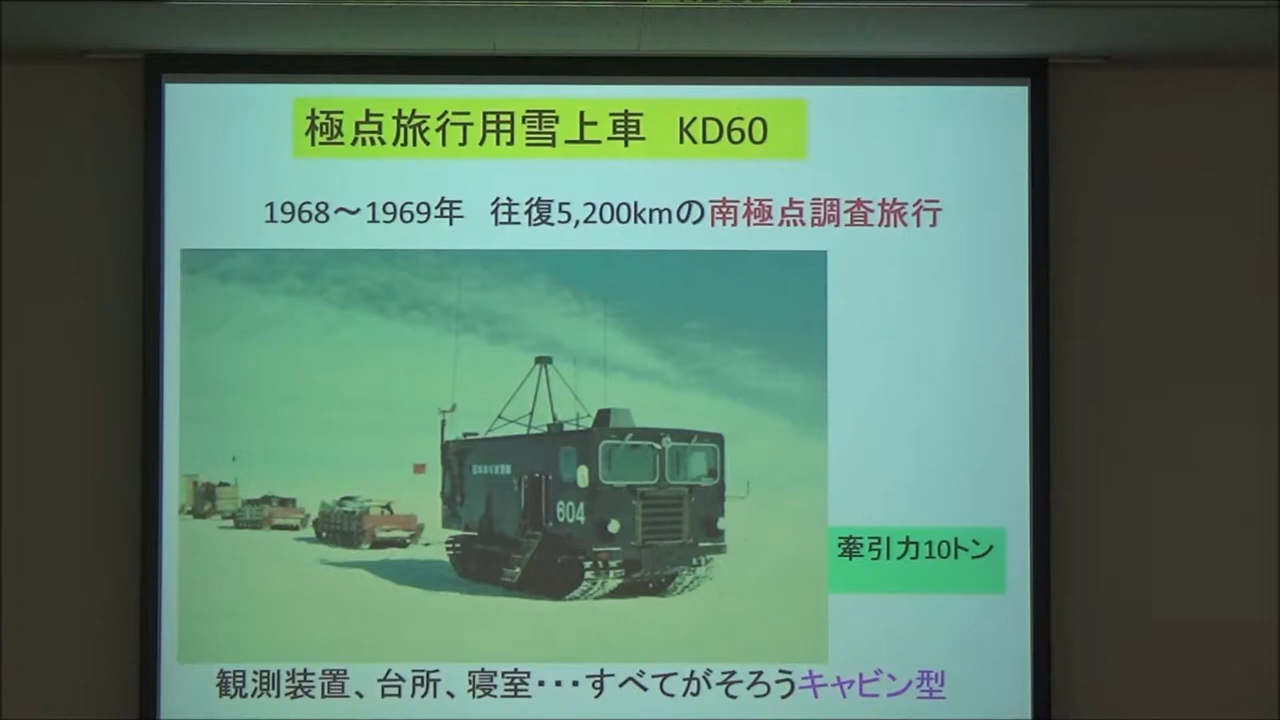 極点旅行用雪上車 KD60
1968～1969年 往復5,200kmの南極点調査旅行
604
牽引力10トン
観測装置、台所、寝室･･･すべてがそろうキャビン型